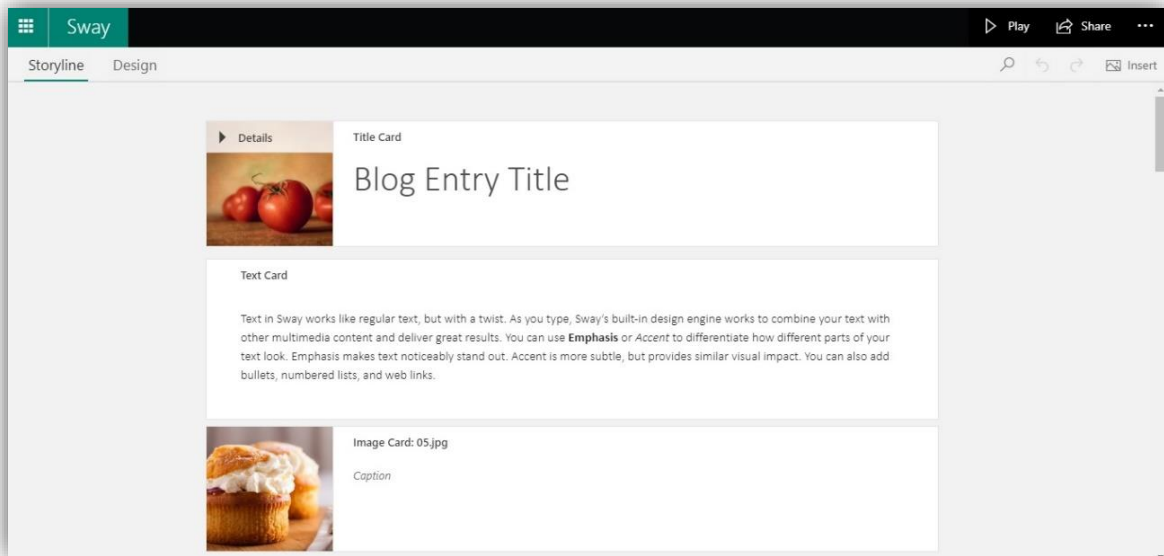 Sway
Play
Share
Storyline
Design
Insert
Details
Title Card
Blog Entry Title
Text Card
Text in Sway works like regular text, but with a twist. As you type, Sway's built-in design engine works to combine your text with
other multimedia content and deliver great results. You can use Emphasis or Accent to differentiate how different parts of your
text look. Emphasis makes text noticeably stand out. Accent is more subtle, but provides similar visual impact. You can also add
bullets, numbered lists, and web links.
Image Card: 05.jpg
Caption